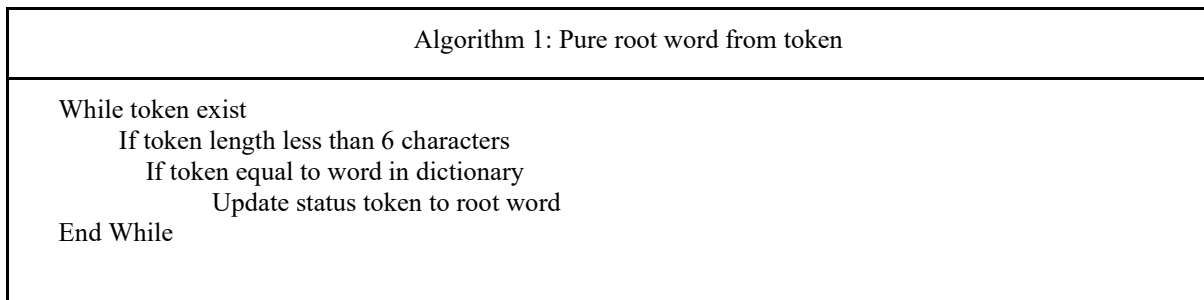 Algorithm 1: Pure root word from token
While token exist
If token length less than 6 characters
If token equal to word in dictionary
Update status token to root word
End While